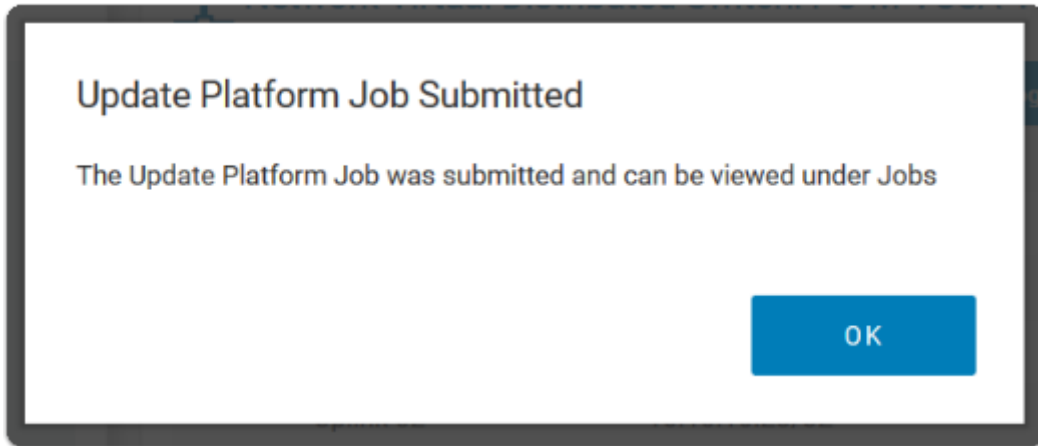 Update Platform Job Submitted
The Update Platform Job was submitted and can be viewed under Jobs
OK